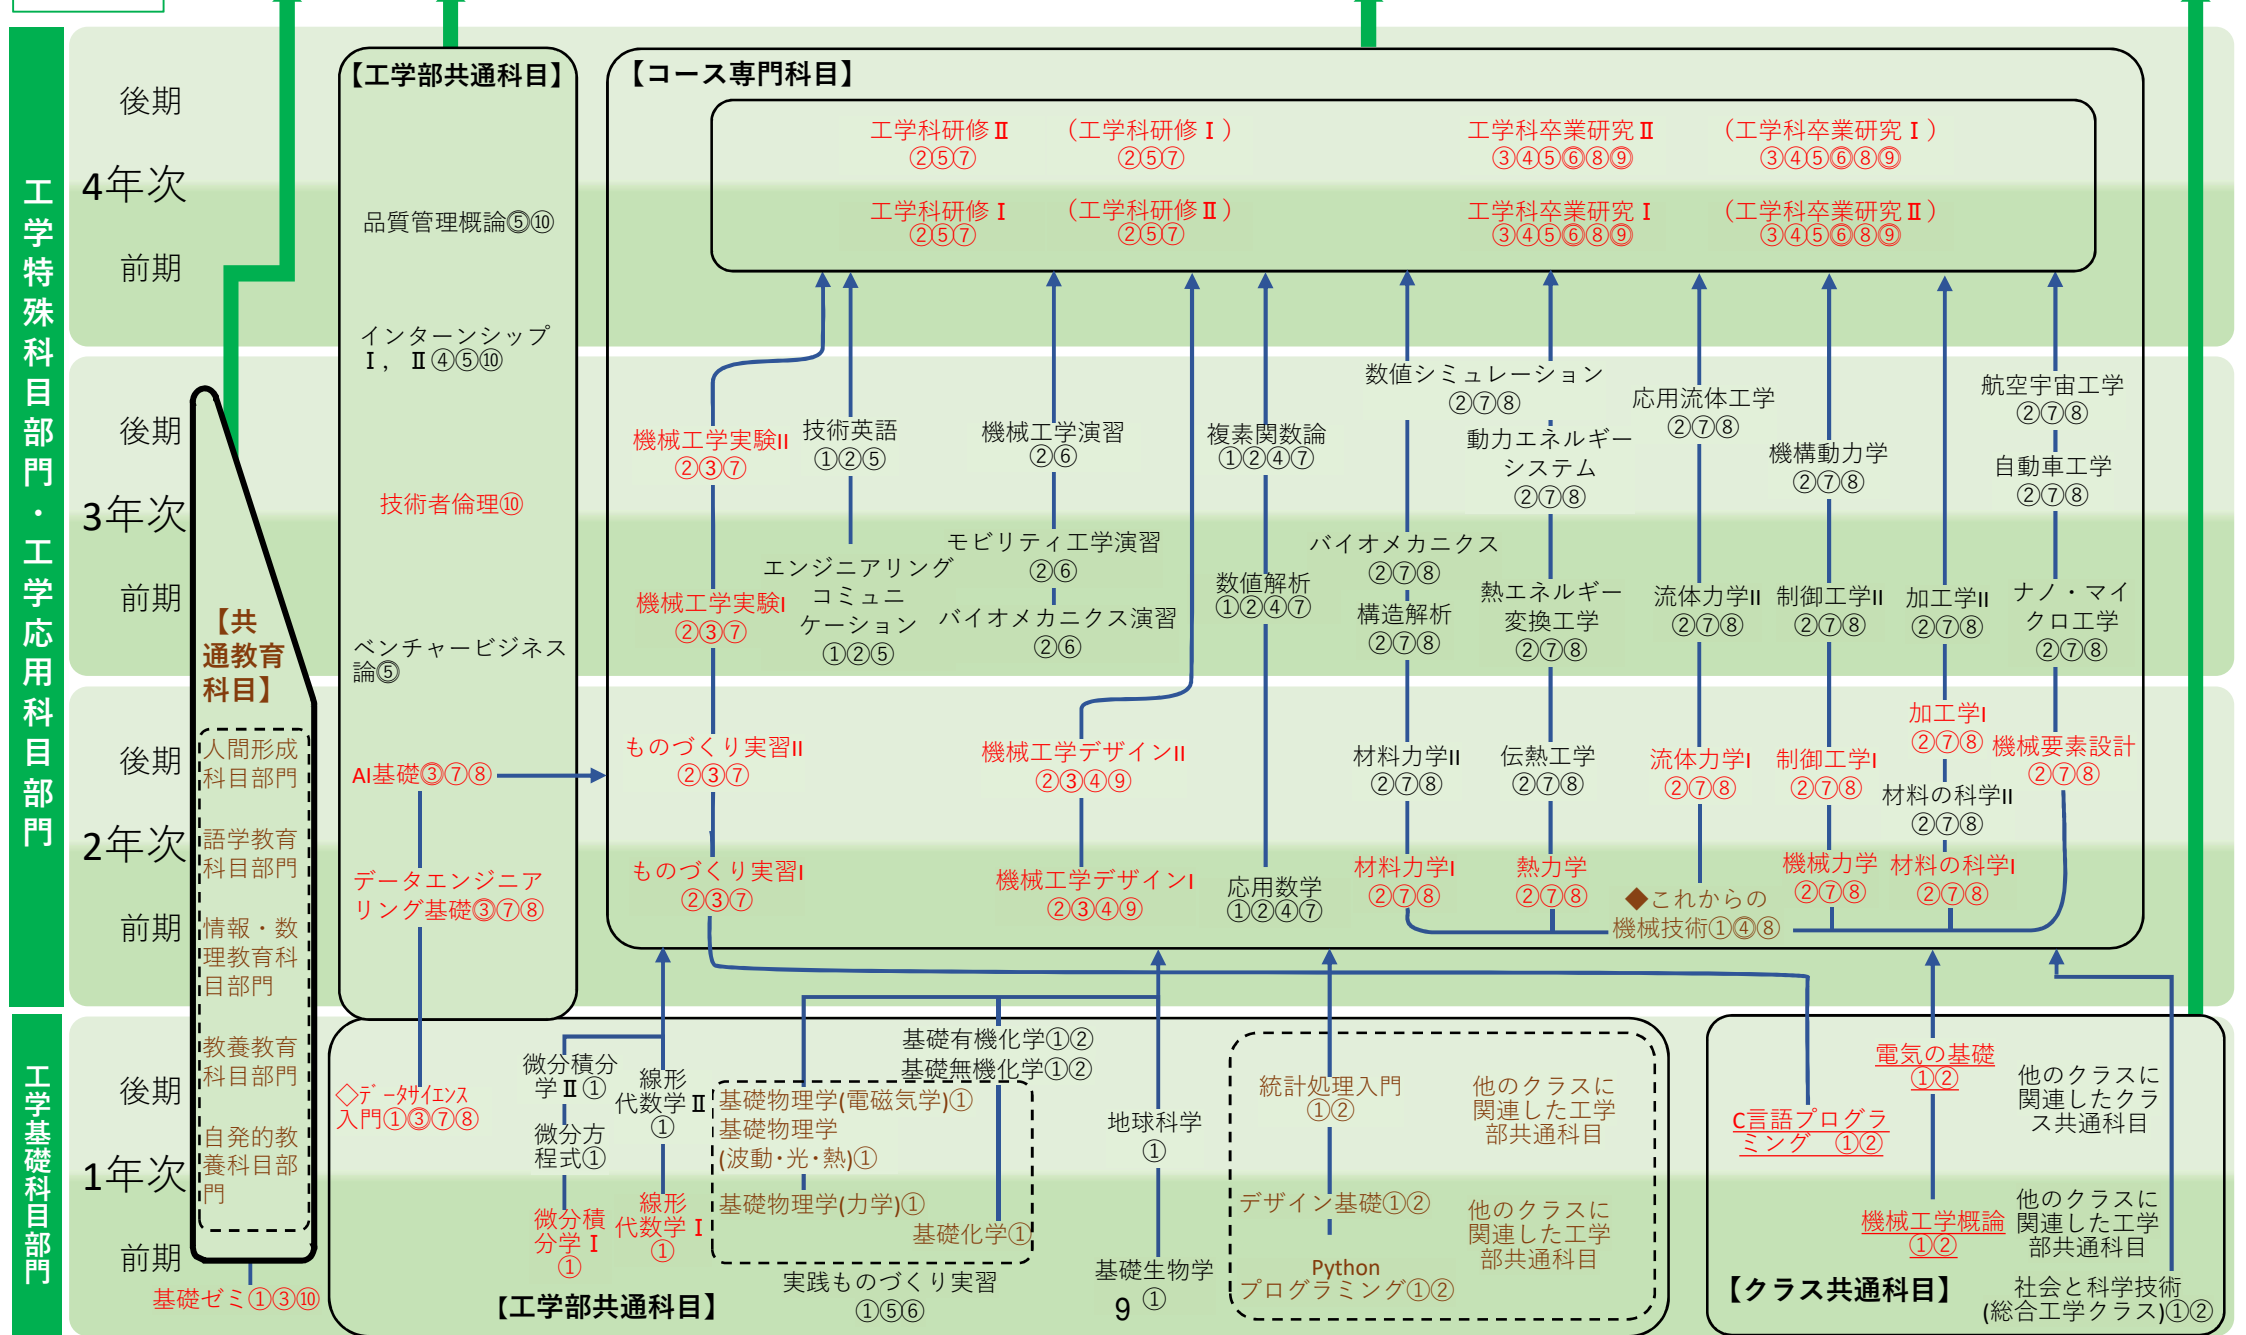 工学特殊科目部門・工学応用科目部門
工学基礎科目部門
後期
4年次
前期
後期
3年次
前期
後期
2年次
前期
後期
1年次
前期
【共
通教育
科目】
人間形成
科目部門
語学教育
科目部門
情報・数
理教育科
目部門
教養教育
科目部門
自発的教
養科目部
門
基礎ゼミ①③⑩
【工学部共通科目】
品質管理概論⑤⑩
インターンシップ
Ⅰ, Ⅱ④⑤⑩
技術者倫理⑩
ベンチャービジネス
論⑤
AI基礎③⑦⑧
データエンジニア
リング基礎③⑦⑧
◇データサイエンス
入門①③⑦⑧
【コース専門科目】
工学科研修Ⅱ
②⑤⑦
(工学科研修Ⅰ)
②⑤⑦
工学科卒業研究Ⅱ
③④⑤⑥⑧⑨
(工学科卒業研究Ⅰ)
③④⑤⑥⑧⑨
工学科研修Ⅰ
②⑤⑦
(工学科研修Ⅱ)
②⑤⑦
工学科卒業研究Ⅰ
③④⑤⑥⑧⑨
(工学科卒業研究Ⅱ)
③④⑤⑥⑧⑨
機械工学実験II
②③⑦
技術英語
①②⑤
機械工学演習
②⑥
複素関数論
①②④⑦
数値シミュレーション
②⑦⑧
動力エネルギー
システム
②⑦⑧
応用流体工学
②⑦⑧
機構動力学
②⑦⑧
航空宇宙工学
②⑦⑧
自動車工学
②⑦⑧
機械工学実験I
②③⑦
エンジニアリング
コミュニ
ケーション
①②⑤
モビリティ工学演習
②⑥
バイオメカニクス演習
②⑥
数値解析
①②④⑦
バイオメカニクス
②⑦⑧
構造解析
②⑦⑧
熱エネルギー
変換工学
②⑦⑧
流体力学II
②⑦⑧
制御工学II
②⑦⑧
加工学II
②⑦⑧
ナノ・マイ
クロ工学
②⑦⑧
ものづくり実習II
②③⑦
機械工学デザインII
②③④⑨
材料力学II
②⑦⑧
伝熱工学
②⑦⑧
流体力学I
②⑦⑧
制御工学I
②⑦⑧
加工学I
②⑦⑧
材料の科学II
②⑦⑧
機械要素設計
②⑦⑧
ものづくり実習I
②③⑦
機械工学デザインI
②③④⑨
応用数学
①②④⑦
材料力学I
②⑦⑧
熱力学
②⑦⑧
◆これからの
機械技術①④⑧
機械力学
②⑦⑧
材料の科学I
②⑦⑧
微分積分
学Ⅱ①
微分方
程式①
微分積
分学Ⅰ
①
線形
代数学Ⅱ
①
線形
代数学Ⅰ
①
基礎有機化学①②
基礎無機化学①②
基礎物理学(電磁気学)①
基礎物理学
(波動・光・熱)①
基礎物理学(力学)①
基礎化学①
実践ものづくり実習
①⑤⑥
地球科学
①
基礎生物学
①
統計処理入門
①②
デザイン基礎①②
Python
プログラミング①②
他のクラスに
関連した工学
部共通科目
他のクラスに
関連した工学
部共通科目
【工学部共通科目】
9
C言語プログラ
ミング ①②
電気の基礎
①②
機械工学概論
①②
他のクラスに
関連したクラ
ス共通科目
他のクラスに
関連した工学
部共通科目
【クラス共通科目】
社会と科学技術
(総合工学クラス)①②